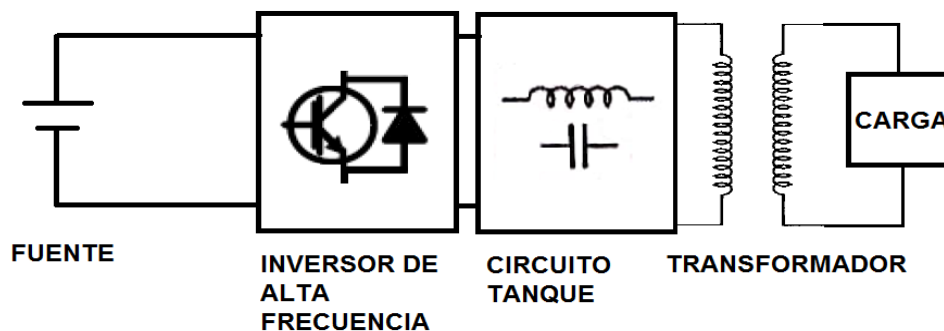 CARGA
FUENTE
INVERSOR DE
ALTA
FRECUENCIA
CIRCUITO
TANQUE
TRANSFORMADOR